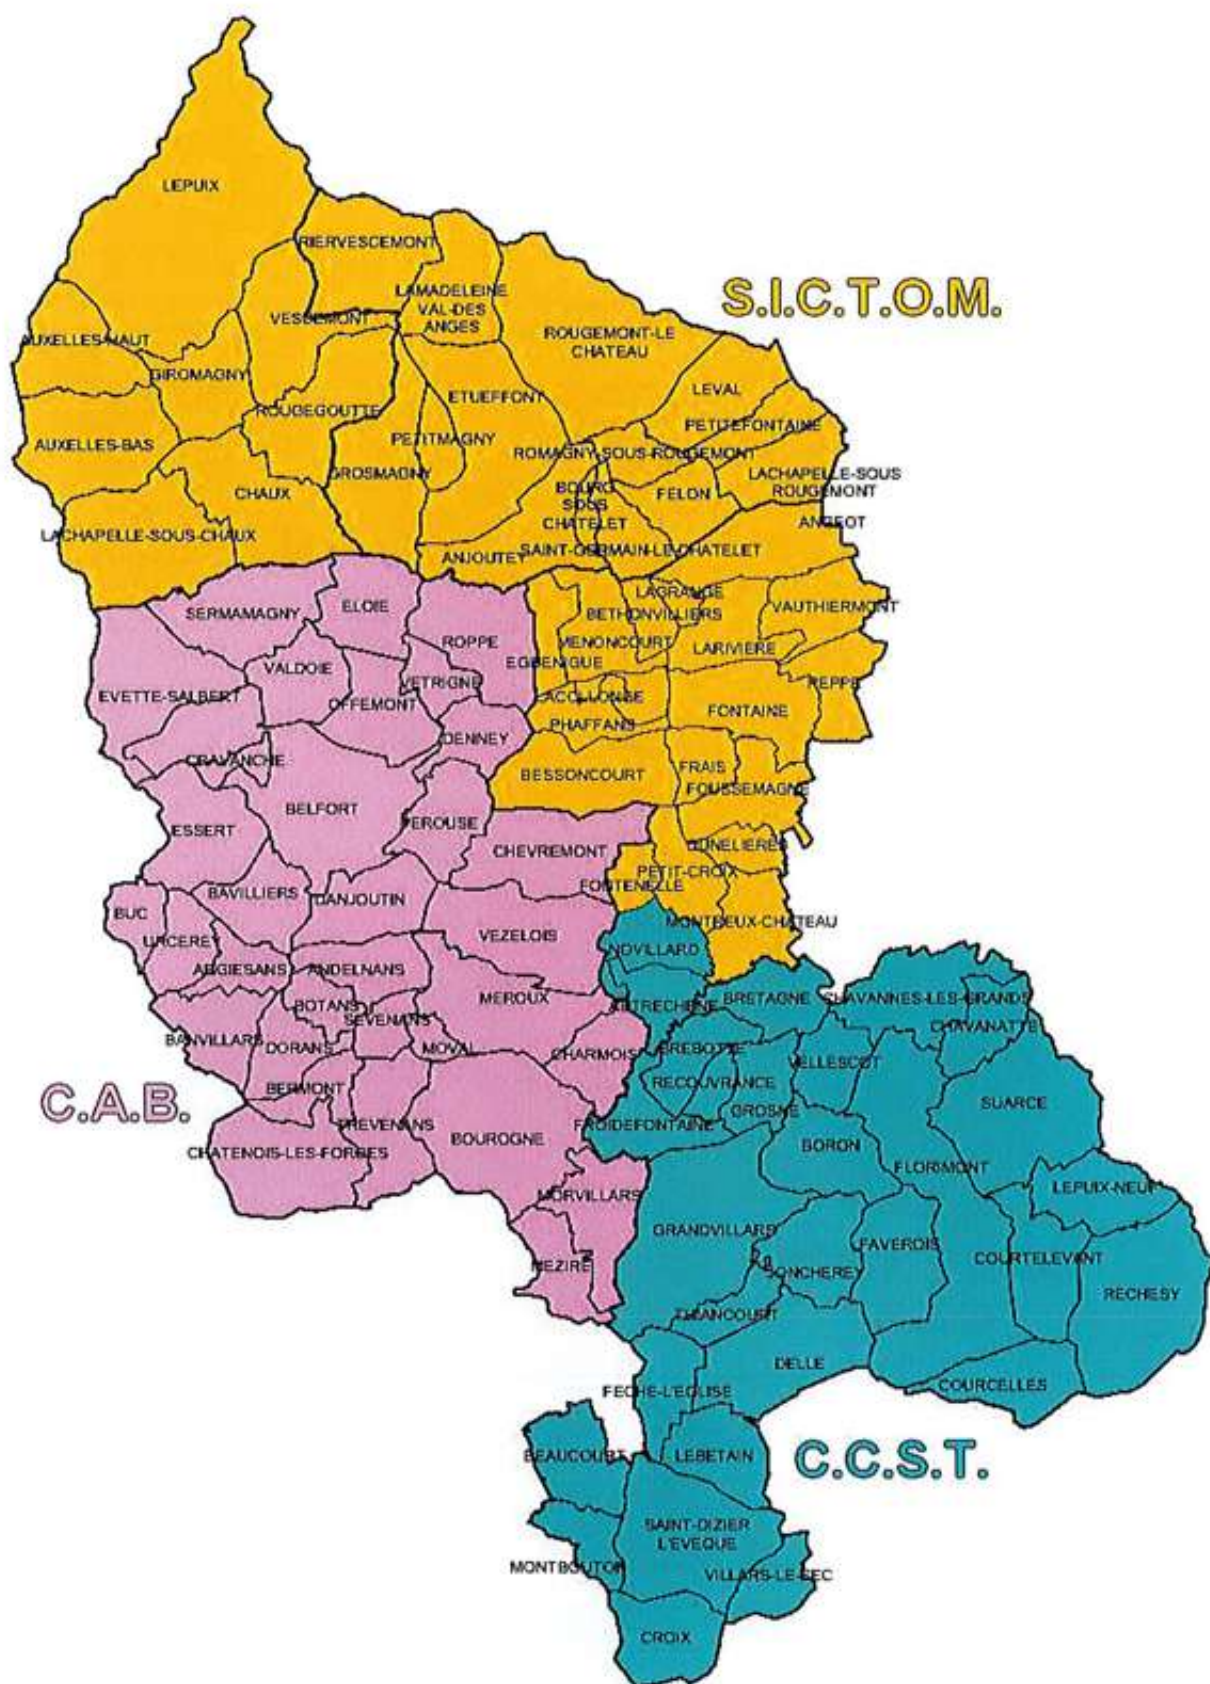 LEPUIX
RIERVESCEMONT
S.I.C.T.O.M.
LAMADELEINE
VAL-DES
ANGES
VESCEMONT
AUXELLES-HAUT
ROUGEMONT-LE
CHATEAU
GIROMAGNY
LEVAL
ETUEFFONT
ROUGEGOUTTE
PETITEFONTAINE
AUXELLES-BAS
PETITMAGNY
ROMAGNY-SOUS-ROUGEMONT
GROSMAGNY
LACHAPELLE-SOUS
ROUGEMONT
BOURG
SOUS
CHATELET
FELON
CHAUX
ANGEOT
LACHAPELLE-SOUS-CHAUX
ANJOUTEY
SAINT-GERMAIN-LE-CHATELET
LAGRANGE
SERMAMAGNY
ELOIE
BETHONVILLIERS
VAUTHIERMONT
ROPPE
MENONCOURT
LARIVIERE
EGUENIGUE
VALDOIE
VETRIGNE
REPPE
EVETTE-SALBERT
OFFEMONT
LACOLLONGE
FONTAINE
PHAFFANS
DENNEY
CRAVANCHE
BESSONCOURT
FRAIS
FOUSSEMAGNE
BELFORT
ESSERT
PEROUSE
CHEVREMONT
CUNELIERES
PETIT-CROIX
FONTENELLE
BAVILLIERS
DANJOUTIN
BUC
MONTREUX-CHATEAU
URCEREY
VEZELOIS
NOVILLARD
ARGIESANS
ANDELNANS
MEROUX
BRETAGNE
CHAVANNES-LES-GRANDS
BOTANS
AUTRECHENE
SEVENANS
CHAVANATTE
BANVILLARS
DORANS
MOVAL
CHARMOIS
BREBOTTE
VELLESCOT
BERMONT
RECOUVRANCE
C.A.B.
SUARCE
GROSNE
TREVENANS
FROIDEFONTAINE
BOUROGNE
BORON
CHATENOIS-LES-FORGES
FLORIMONT
MORVILLARS
LEPUIX-NEUF
GRANDVILLARS
FAVEROIS
COURTELEVANT
MEZIRE
JONCHEREY
RECHESY
THIANCOURT
DELLE
COURCELLES
FECHE-L'EGLISE
BEAUCOURT
LEBETAIN
C.C.S.T.
SAINT-DIZIER
L'EVEQUE
MONTBOUTON
VILLARS-LE-SEC
CROIX